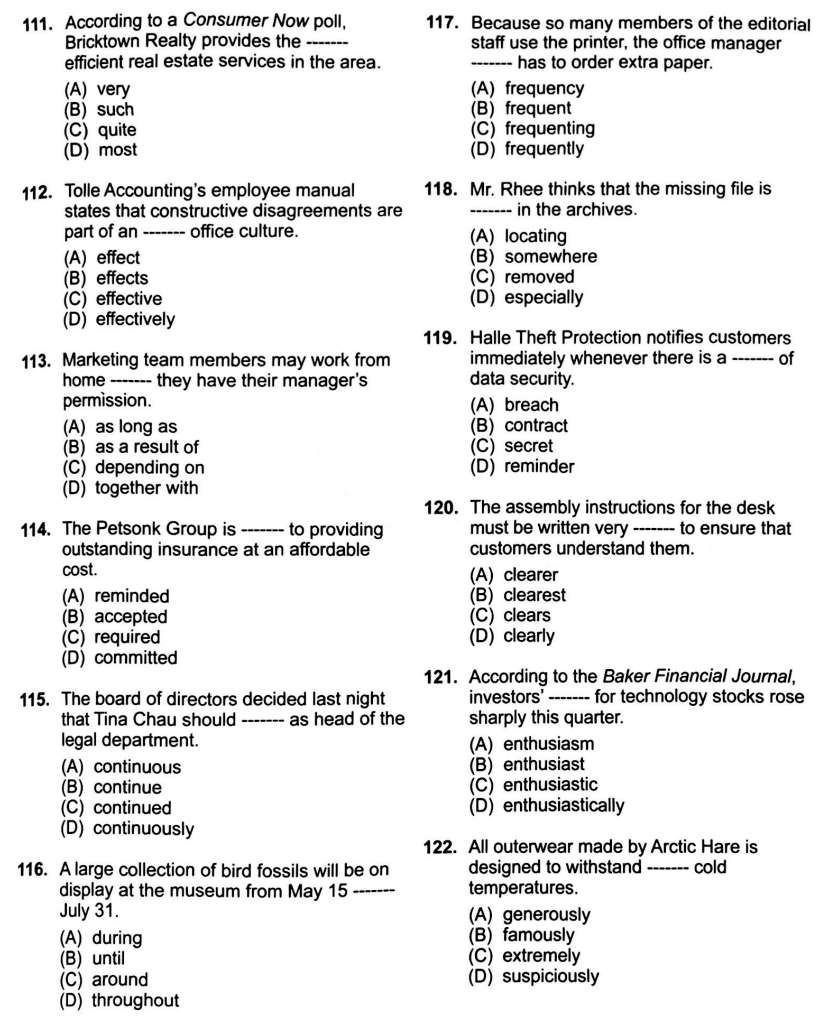 111. According to a Consumer Now poll,
Bricktown Realty provides the -------
efficient real estate services in the area.
(A) very
(B) such
(C) quite
(D) most
112. Tolle Accounting's employee manual
states that constructive disagreements are
part of an ------- office culture.
(A) effect
(B) effects
(C) effective
(D) effectively
113. Marketing team members may work from
home ------- they have their manager's
permission.
(A) as long as
(B) as a result of
(C) depending on
(D) together with
114. The Petsonk Group is ------- to providing
outstanding insurance at an affordable
cost.
(A) reminded
(B) accepted
(C) required
(D) committed
115. The board of directors decided last night
that Tina Chau should ------- as head of the
legal department.
(A) continuous
(B) continue
(C) continued
(D) continuously
116. A large collection of bird fossils will be on
display at the museum from May 15 -------
July 31.
(A) during
(B) until
(C) around
(D) throughout
117. Because so many members of the editorial
staff use the printer, the office manager
------- has to order extra paper.
(A) frequency
(B) frequent
(C) frequenting
(D) frequently
118. Mr. Rhee thinks that the missing file is
------- in the archives.
(A) locating
(B) somewhere
(C) removed
(D) especially
119. Halle Theft Protection notifies customers
immediately whenever there is a ------- of
data security.
(A) breach
(B) contract
(C) secret
(D) reminder
120. The assembly instructions for the desk
must be written very ------- to ensure that
customers understand them.
(A) clearer
(B) clearest
(C) clears
(D) clearly
121. According to the Baker Financial Journal,
investors' ------- for technology stocks rose
sharply this quarter.
(A) enthusiasm
(B) enthusiast
(C) enthusiastic
(D) enthusiastically
122. All outerwear made by Arctic Hare is
designed to withstand ------- cold
temperatures.
(A) generously
(B) famously
(C) extremely
(D) suspiciously